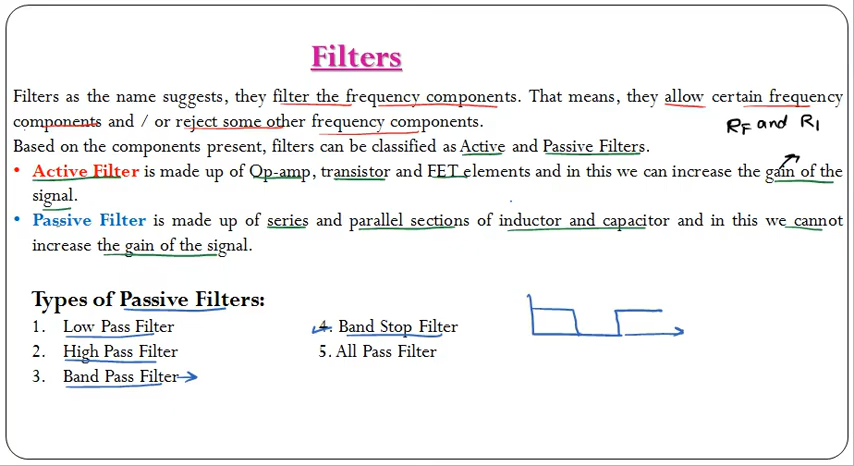 Filters
Filters as the name suggests, they filter the frequency components. That means, they allow certain frequency
components and / or reject some other frequency components.
RF and R1
Based on the components present, filters can be classified as Active and Passive Filters.
• Active Filter is made up of Op-amp, transistor and FET elements and in this we can increase the gain of the
signal.
• Passive Filter is made up of series and parallel sections of inductor and capacitor and in this we cannot
increase the gain of the signal.
Types of Passive Filters:
1. Low Pass Filter
2. High Pass Filter
3. Band Pass Filter
4. Band Stop Filter
5. All Pass Filter